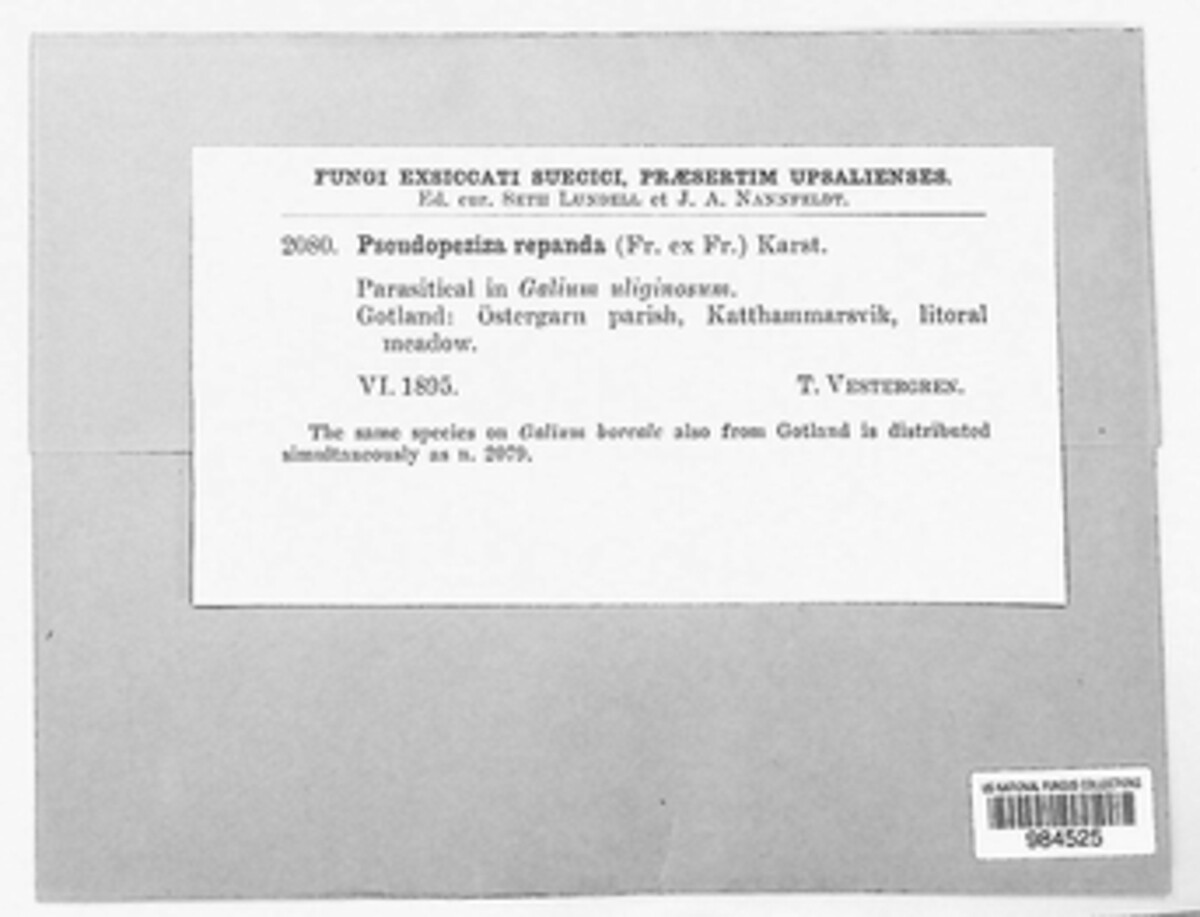 FUNGI EXSICCATI SUECICI, PRÆSERTIM UPSALIENSES.
Ed. cur. SETH LUNDELL et J. A. NANNFELDT.
2080. Pseudopeziza repanda (Fr. ex Fr.) Karst.
Parasitical in Galium uliginosum.
Gotland: Östergarn parish, Katthammarsvik, litoral
meadow.
VI. 1895. T. VESTERGREN.
The same species on Galium boreale also from Gotland is distributed
simultaneously as n. 2079.
US NATIONAL FUNGUS COLLECTIONS
984525